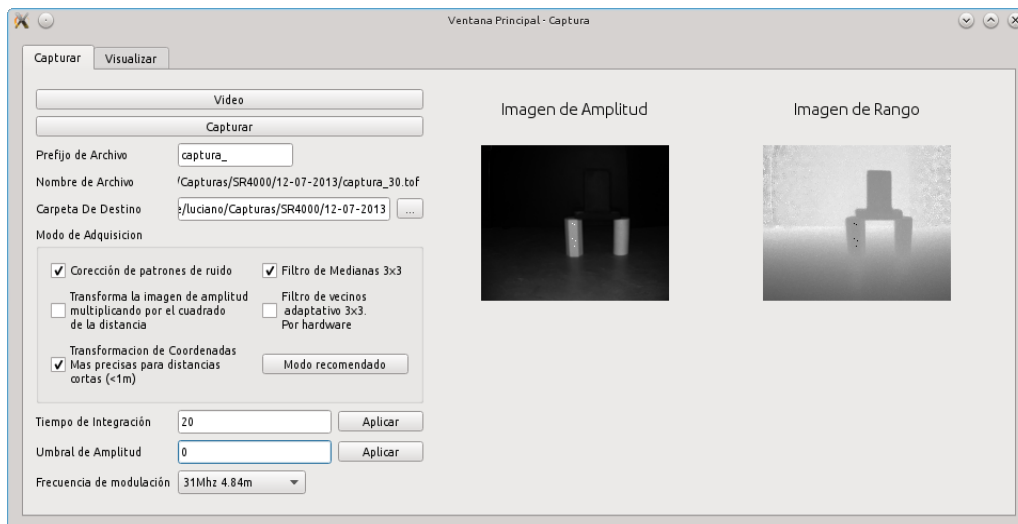 Ventana Principal - Captura
Capturar
Visualizar
Video
Capturar
Imagen de Amplitud
Imagen de Rango
Prefijo de Archivo
captura_
Nombre de Archivo
/Capturas/SR4000/12-07-2013/captura_30.tof
Carpeta De Destino
e/luciano/Capturas/SR4000/12-07-2013
...
Modo de Adquisicion
Corección de patrones de ruido
Filtro de Medianas 3x3
Transforma la imagen de amplitud
multiplicando por el cuadrado
de la distancia
Filtro de vecinos
adaptativo 3x3.
Por hardware
Transformacion de Coordenadas
Mas precisas para distancias
cortas (<1m)
Modo recomendado
Tiempo de Integración
20
Aplicar
Umbral de Amplitud
0
Aplicar
Frecuencia de modulación
31Mhz 4.84m